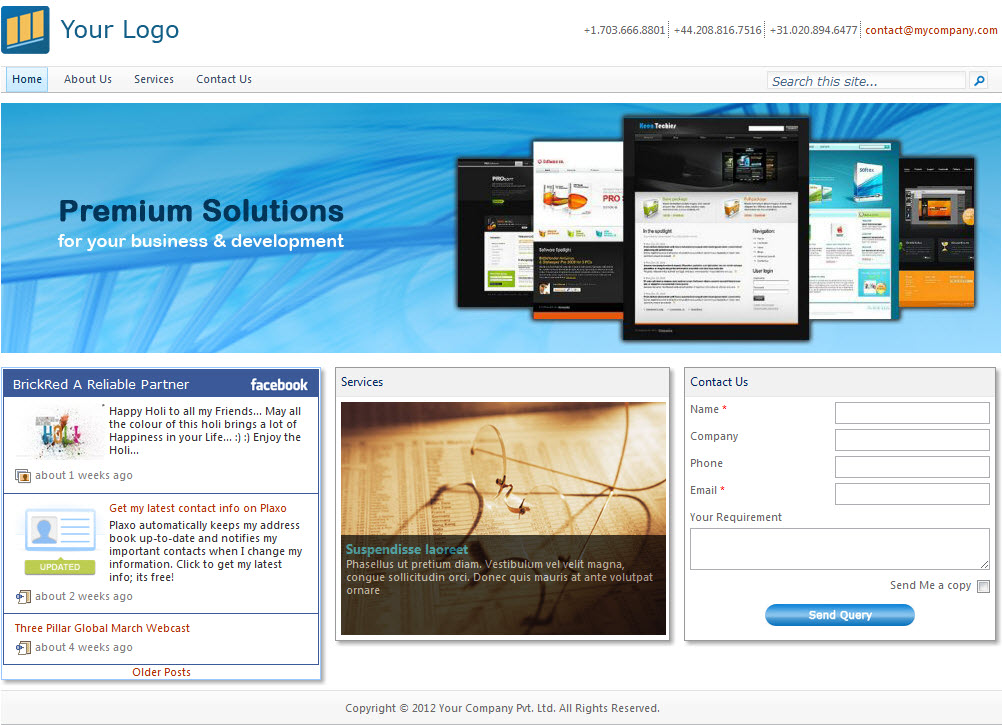 Your Logo
+1.703.666.8801 +44.208.816.7516 +31.020.894.6477 contact@mycompany.com
Home About Us Services Contact Us
Search this site...
Premium Solutions
for your business & development
Keen Techies
In the spotlight
Navigation:
User login
BrickRed A Reliable Partner
facebook
Happy Holi to all my Friends... May all
the colour of this holi brings a lot of
Happiness in your Life... :) :) Enjoy the
Holi...
about 1 weeks ago
Get my latest contact info on Plaxo
Plaxo automatically keeps my address
book up-to-date and notifies my
important contacts when I change my
information. Click to get my latest
info; its free!
UPDATED
about 2 weeks ago
Three Pillar Global March Webcast
about 4 weeks ago
Older Posts
Services
Suspendisse laoreet
Phasellus ut pretium diam. Vestibulum vel velit magna,
congue sollicitudin orci. Donec quis mauris at ante volutpat
ornare
Contact Us
Name *
Company
Phone
Email *
Your Requirement
Send Me a copy
Send Query
Copyright © 2012 Your Company Pvt. Ltd. All Rights Reserved.